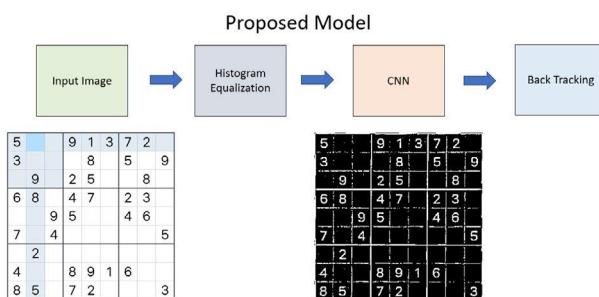 Proposed Model
Input Image
Histogram
Equalization
CNN
Back Tracking
5 9 1 3 7 2
3 8 5 9
9 2 5 8
6 8 4 7 2 3
9 5 4 6
7 4 5
2
4 8 9 1 6
8 5 7 2 3
5 9 1 3 7 2
3 8 5 9
9 2 5 8
6 8 4 7 2 3
9 5 4 6
7 4 5
2
4 8 9 1 6
8 5 7 2 3